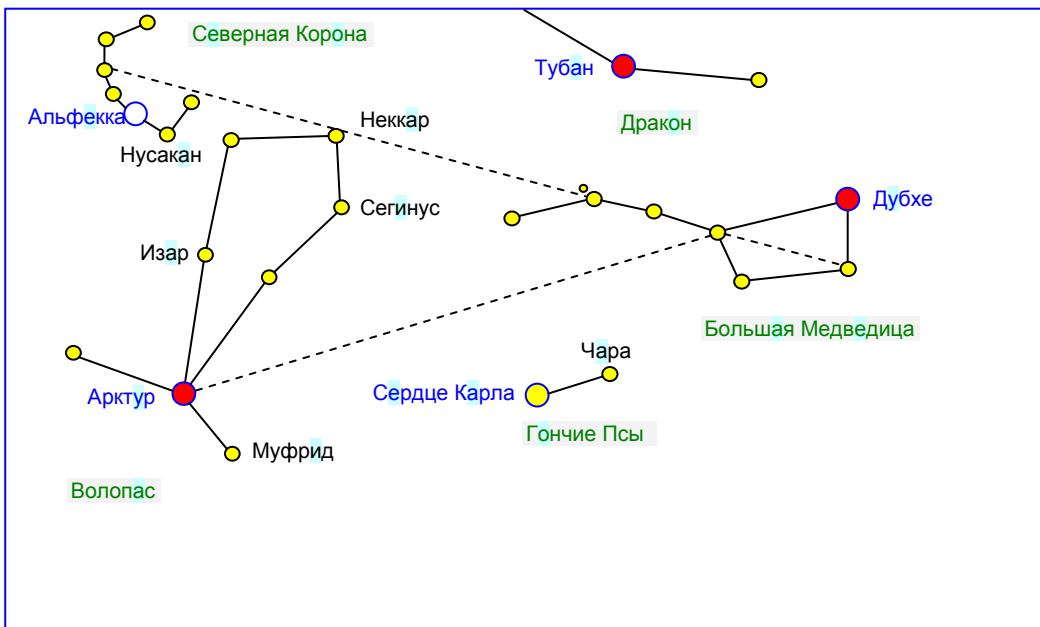 Северная Корона
Тубан
Альфекка
Неккар
Дракон
Нусакан
Дубхе
Сегинус
Изар
Большая Медведица
Чара
Арктур
Сердце Карла
Гончие Псы
Муфрид
Волопас